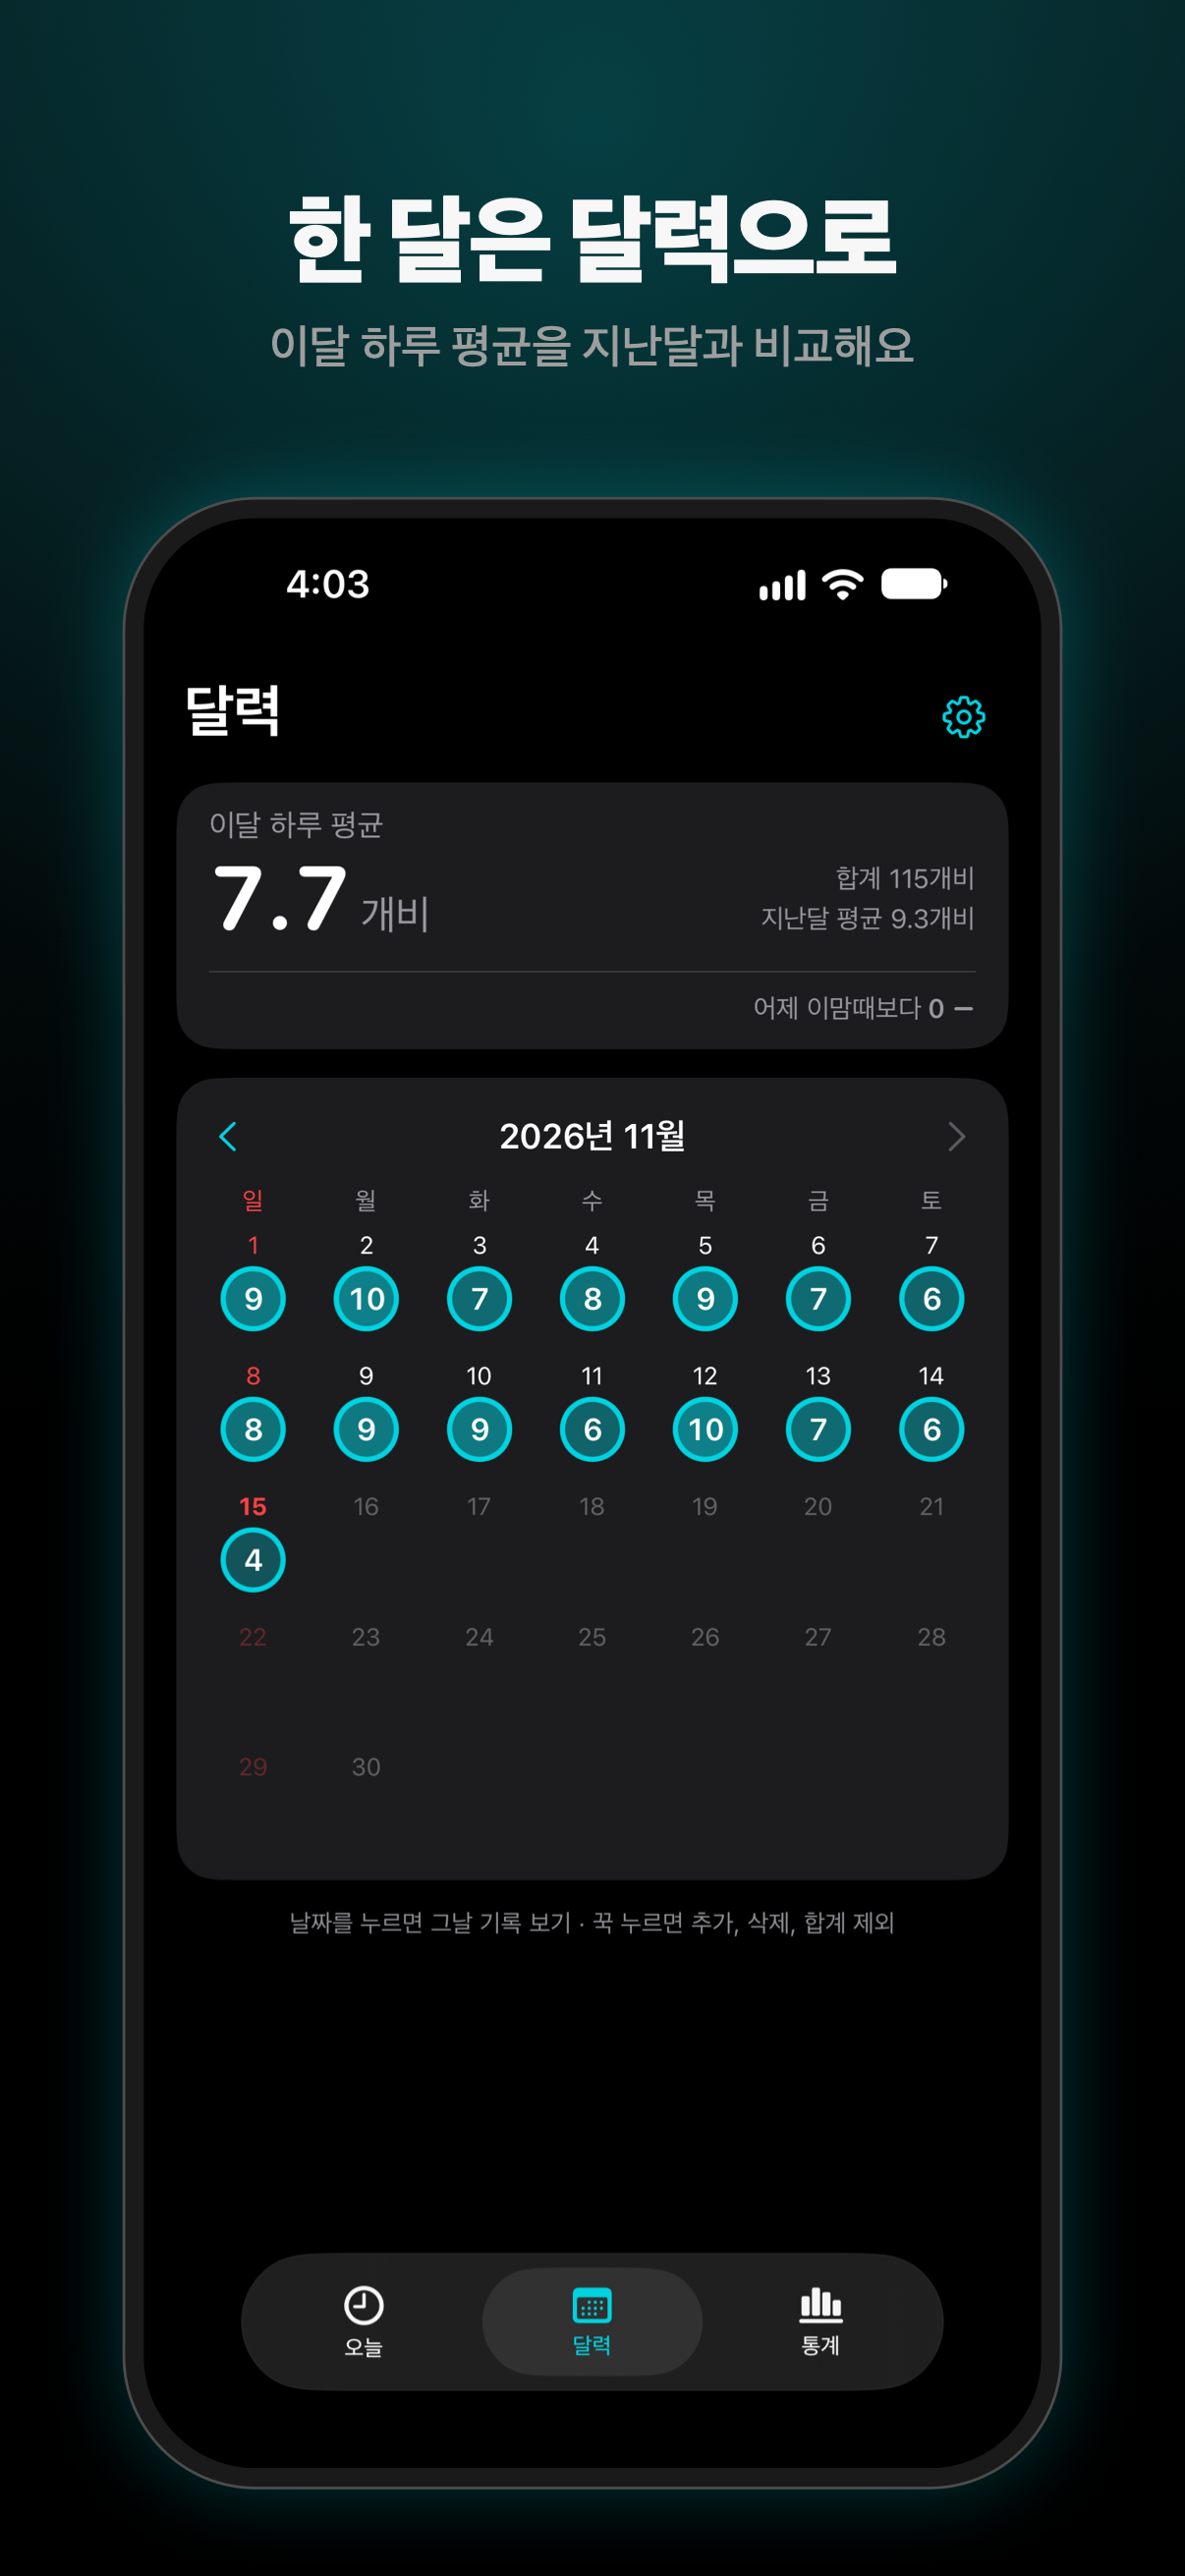 한 달은 달력으로
이달 하루 평균을 지난달과 비교해요
4:03
달력
이달 하루 평균
7.7 개비
합계 115개비
지난달 평균 9.3개비
어제 이맘때보다 0 –
2026년 11월
일 월 화 수 목 금 토
1 2 3 4 5 6 7
9 10 7 8 9 7 6
8 9 10 11 12 13 14
8 9 9 6 10 7 6
15 16 17 18 19 20 21
4
22 23 24 25 26 27 28
29 30
날짜를 누르면 그날 기록 보기 · 꾹 누르면 추가, 삭제, 합계 제외
오늘 달력 통계